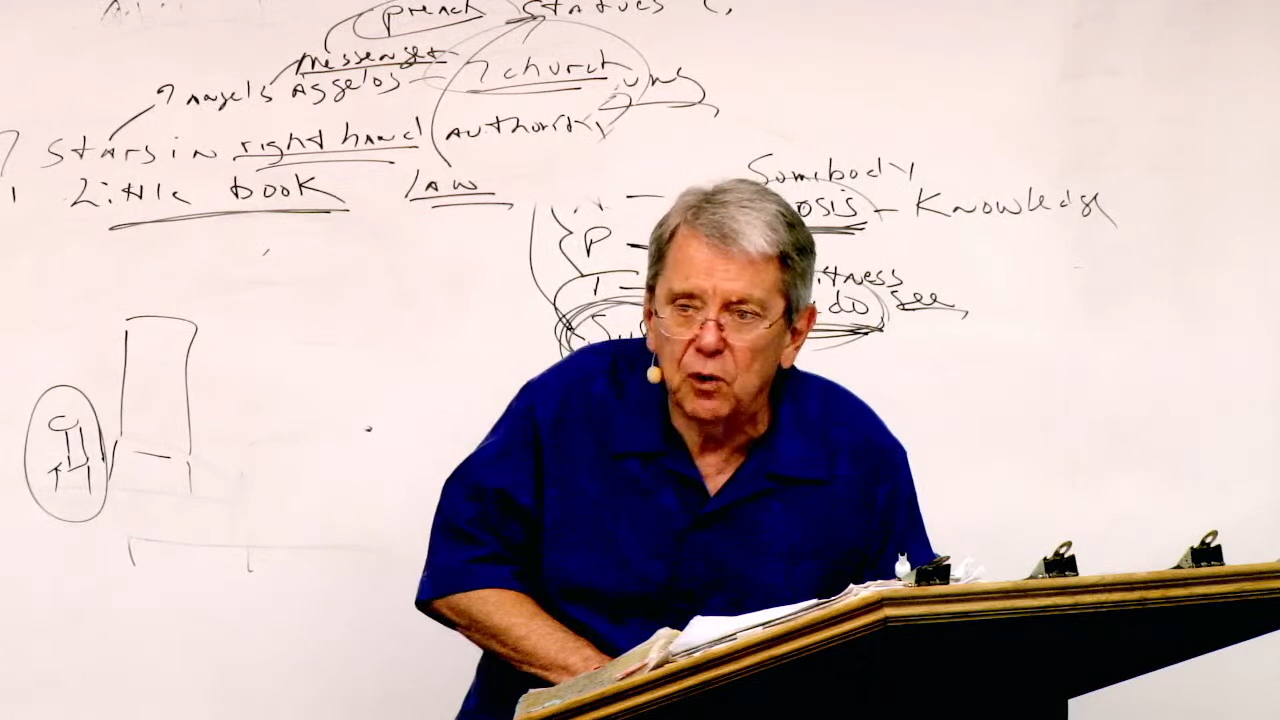 preach statues
messenger
7 angels Aggelos - 7 church
7 Stars in right hand authority
1 Little book Law
Somebody
osis - Knowledge
P -
itness
do see